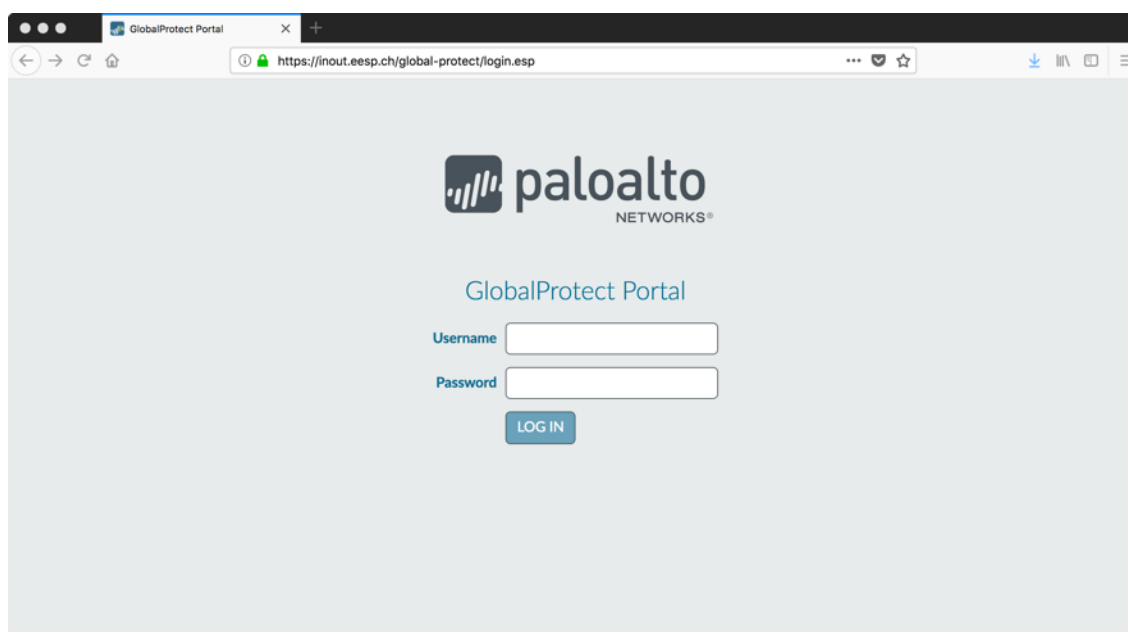 GlobalProtect Portal
https://inout.eesp.ch/global-protect/login.esp
paloalto
NETWORKS®
GlobalProtect Portal
Username
Password
LOG IN